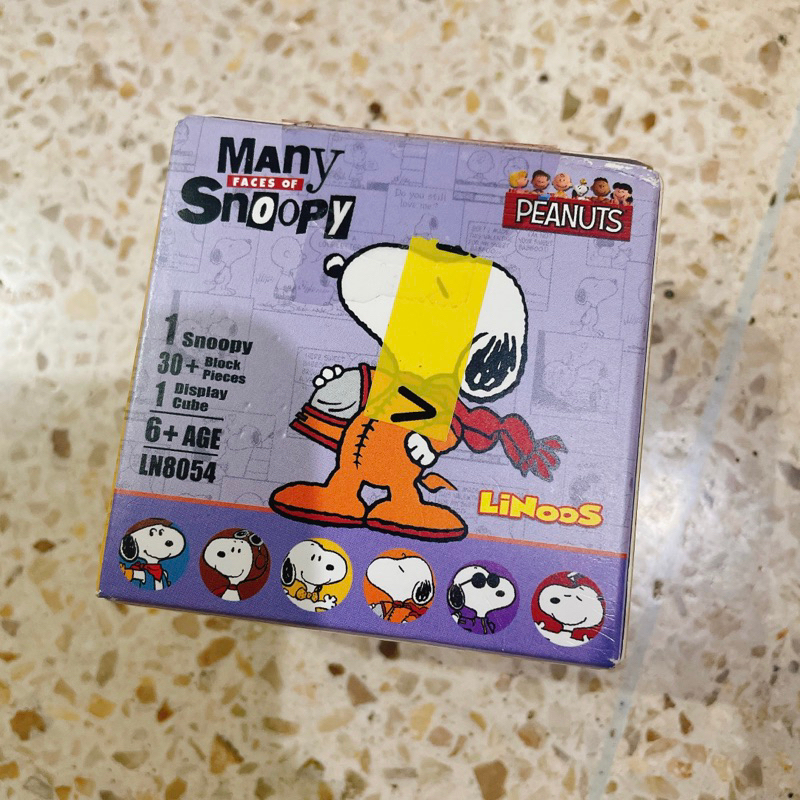 Many
FACES OF
Snoopy
PEANUTS
1 Snoopy
30+ Block Pieces
1 Display Cube
6+ AGE
LN8054
LiNooS